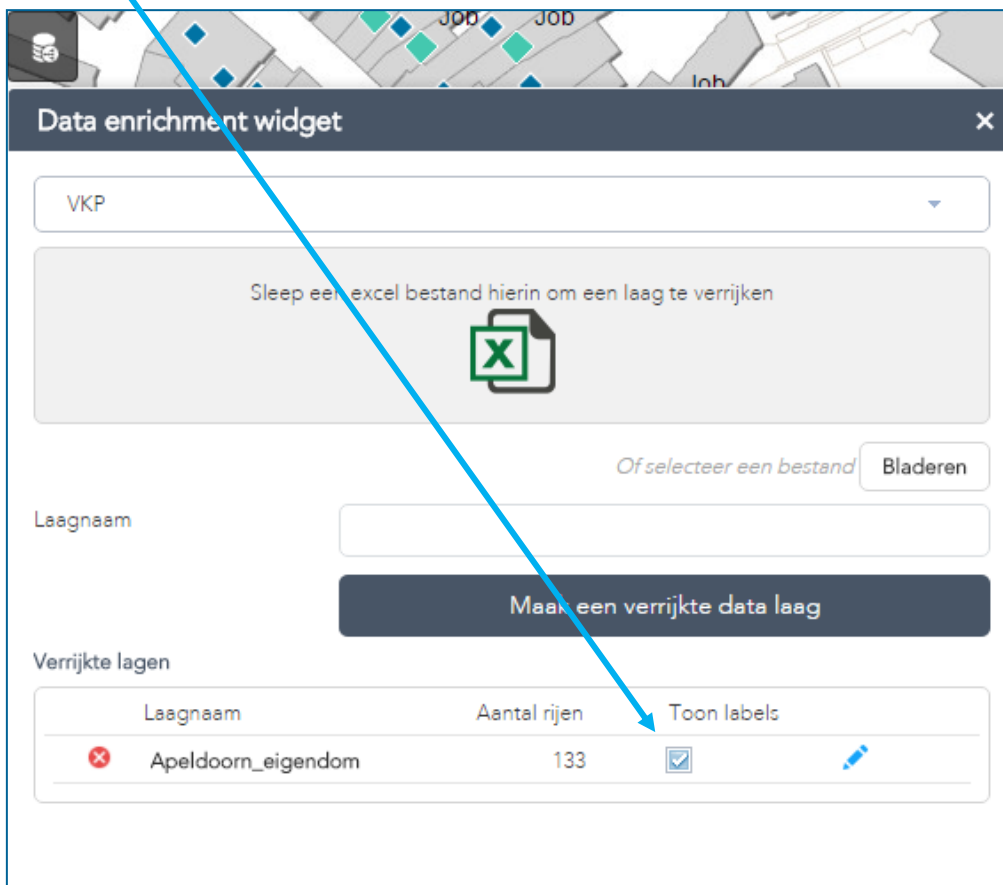 Job Job
Job
Data enrichment widget
VKP
Sleep een excel bestand hierin om een laag te verrijken
X
Of selecteer een bestand Bladeren
Laagnaam
Maak een verrijkte data laag
Verrijkte lagen
Laagnaam Aantal rijen Toon labels
Apeldoorn_eigendom 133